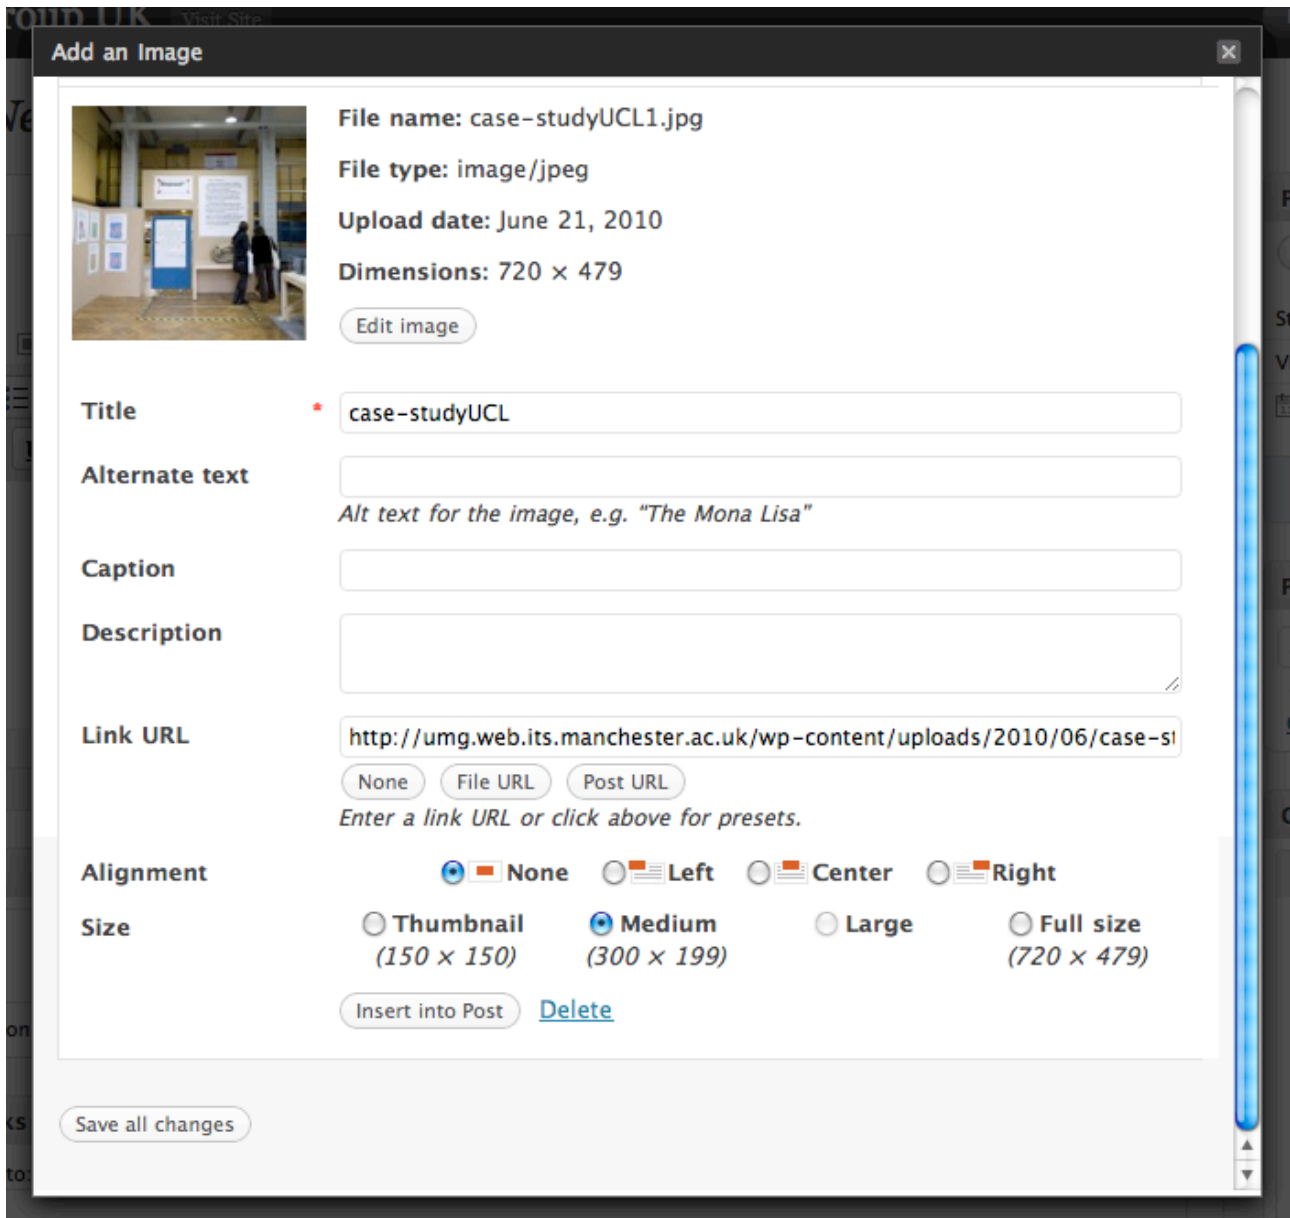 roup UK Visit Site
Add an Image
File name: case-studyUCL1.jpg
File type: image/jpeg
Upload date: June 21, 2010
Dimensions: 720 × 479
Edit image
Title * case-studyUCL
Alternate text
Alt text for the image, e.g. "The Mona Lisa"
Caption
Description
Link URL http://umg.web.its.manchester.ac.uk/wp-content/uploads/2010/06/case-st
None File URL Post URL
Enter a link URL or click above for presets.
Alignment None Left Center Right
Size Thumbnail Medium Large Full size
(150 × 150) (300 × 199) (720 × 479)
Insert into Post Delete
Save all changes